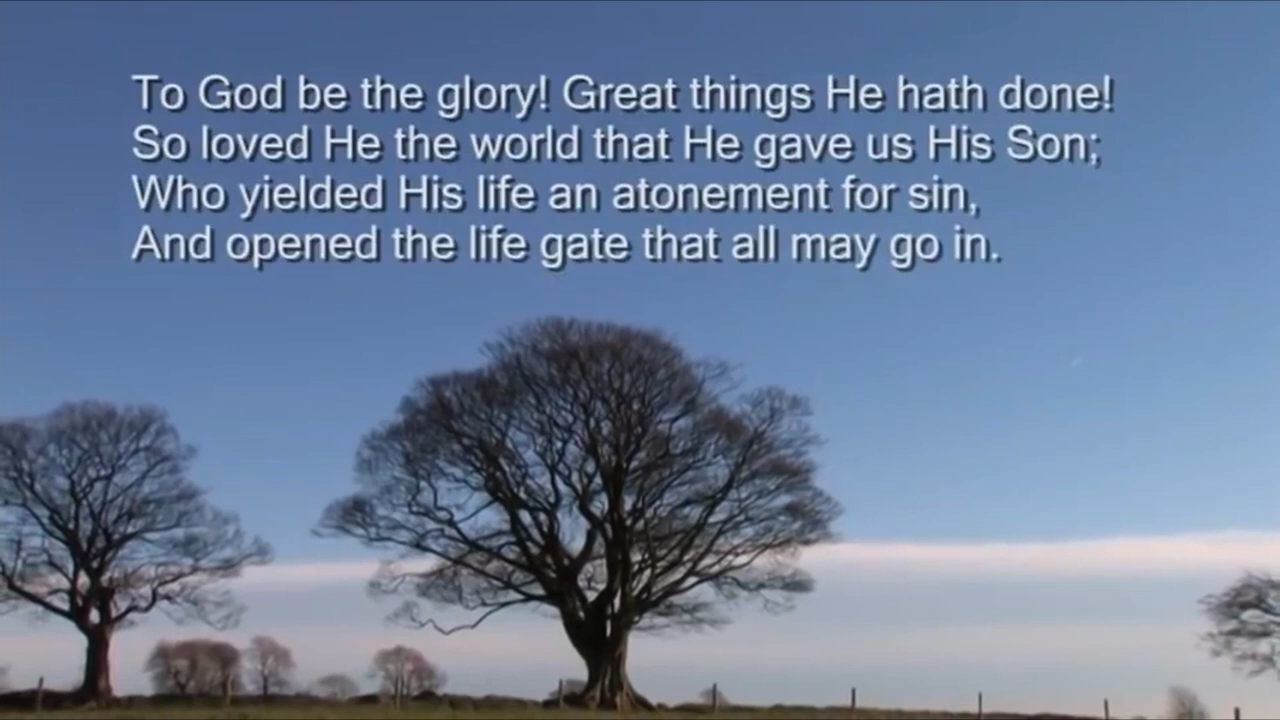 To God be the glory! Great things He hath done!
So loved He the world that He gave us His Son;
Who yielded His life an atonement for sin,
And opened the life gate that all may go in.